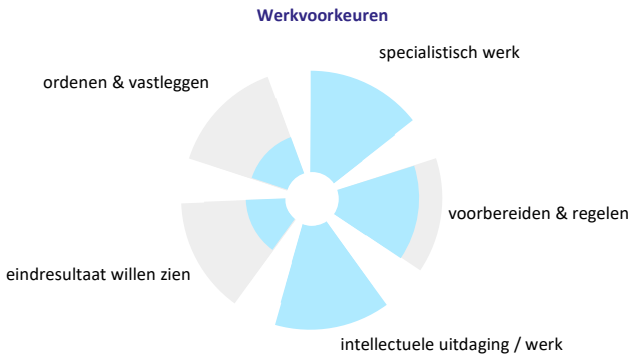 Werkvoorkeuren
specialistisch werk
ordenen & vastleggen
voorbereiden & regelen
eindresultaat willen zien
intellectuele uitdaging / werk